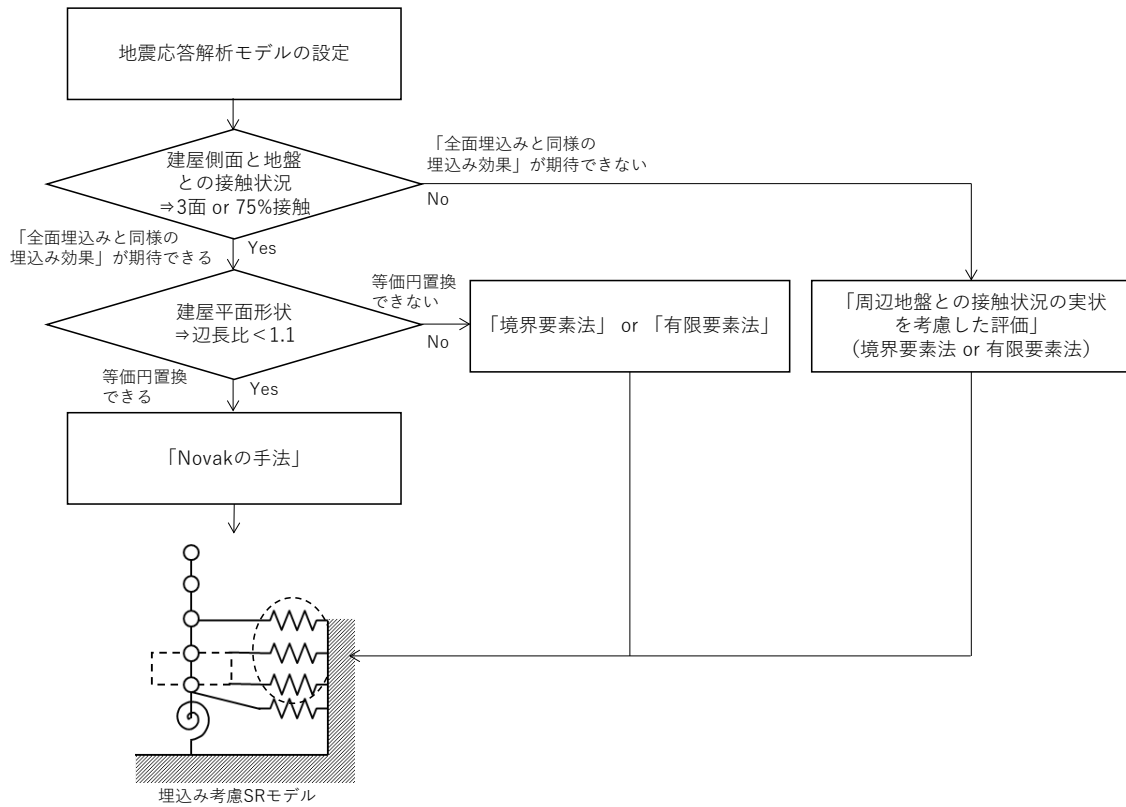 地震応答解析モデルの設定
「全面埋込みと同様の
埋込み効果」が期待できない
建屋側面と地盤
との接触状況
⇒3面 or 75%接触
No
「全面埋込みと同様の
埋込み効果」が期待できる
Yes
等価円置換
できない
建屋平面形状
⇒辺長比＜1.1
No
「境界要素法」 or 「有限要素法」
「周辺地盤との接触状況の実状
を考慮した評価」
（境界要素法 or 有限要素法）
等価円置換
できる
Yes
「Novakの手法」
埋込み考慮SRモデル